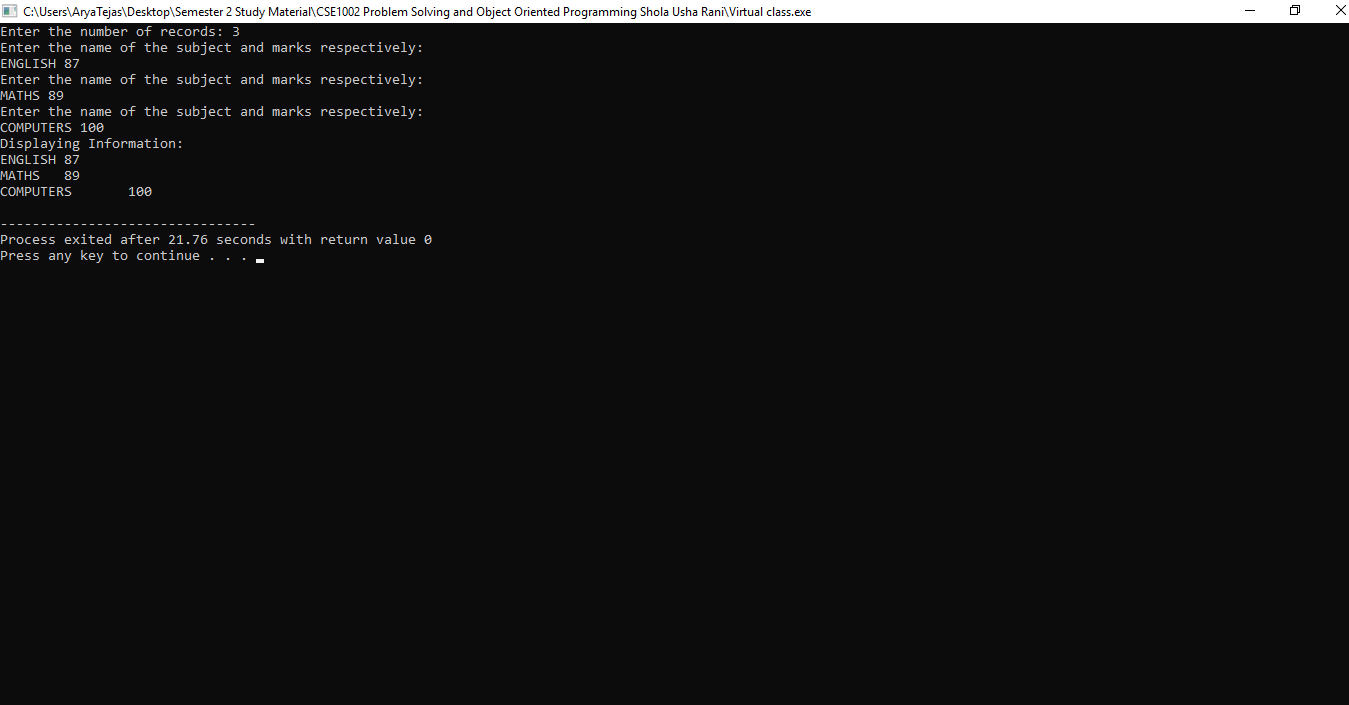 C:\Users\AryaTejas\Desktop\Semester 2 Study Material\CSE1002 Problem Solving and Object Oriented Programming Shola Usha Rani\Virtual class.exe
Enter the number of records: 3
Enter the name of the subject and marks respectively:
ENGLISH 87
Enter the name of the subject and marks respectively:
MATHS 89
Enter the name of the subject and marks respectively:
COMPUTERS 100
Displaying Information:
ENGLISH 87
MATHS   89
COMPUTERS       100
--------------------------------
Process exited after 21.76 seconds with return value 0
Press any key to continue . . .